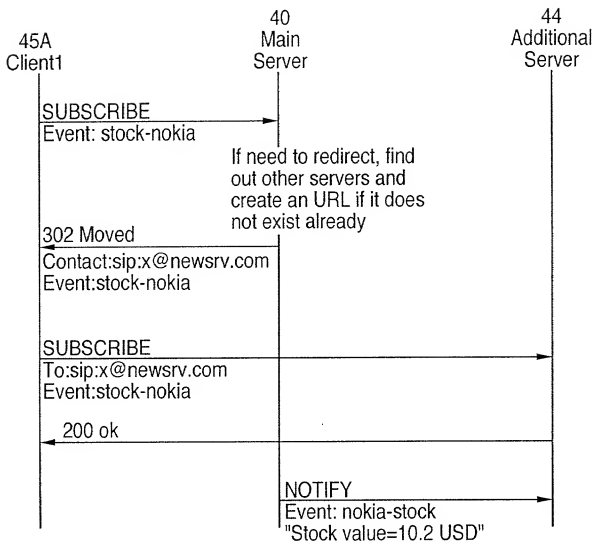 45A
Client1
40
Main
Server
44
Additional
Server
SUBSCRIBE
Event: stock-nokia
If need to redirect, find
out other servers and
create an URL if it does
not exist already
302 Moved
Contact:sip:x@newsrv.com
Event:stock-nokia
SUBSCRIBE
To:sip:x@newsrv.com
Event:stock-nokia
200 ok
NOTIFY
Event: nokia-stock
"Stock value=10.2 USD"